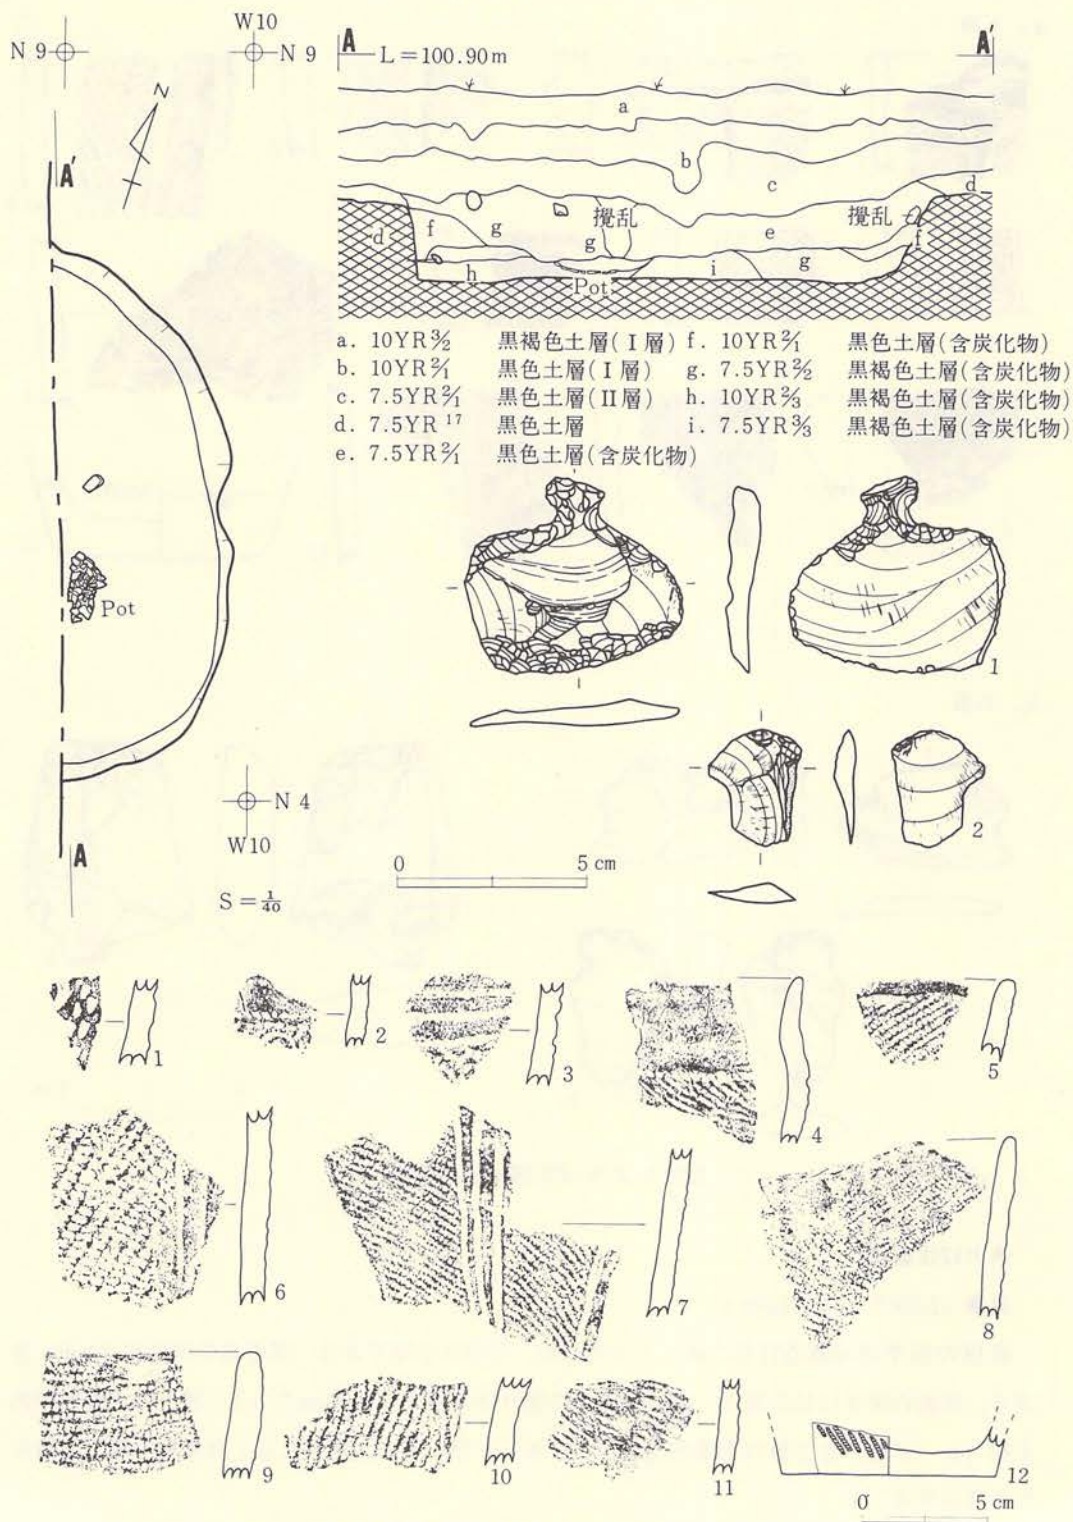 W10
N 9
N 9
A
L=100.90m
A′
N
A′
a
b
c
d
攪乱
攪乱
d
f
g
g
e
f
h
i
g
Pot
a. 10YR3/2 黒褐色土層(I層)
b. 10YR2/1 黒色土層(I層)
c. 7.5YR2/1 黒色土層(II層)
d. 7.5YR 17 黒色土層
e. 7.5YR2/1 黒色土層(含炭化物)
f. 10YR2/1 黒色土層(含炭化物)
g. 7.5YR2/2 黒褐色土層(含炭化物)
h. 10YR2/3 黒褐色土層(含炭化物)
i. 7.5YR3/3 黒褐色土層(含炭化物)
Pot
1
2
N 4
W10
A
S=1/40
0 5 cm
1
2
3
4
5
6
7
8
9
10
11
12
0 5 cm